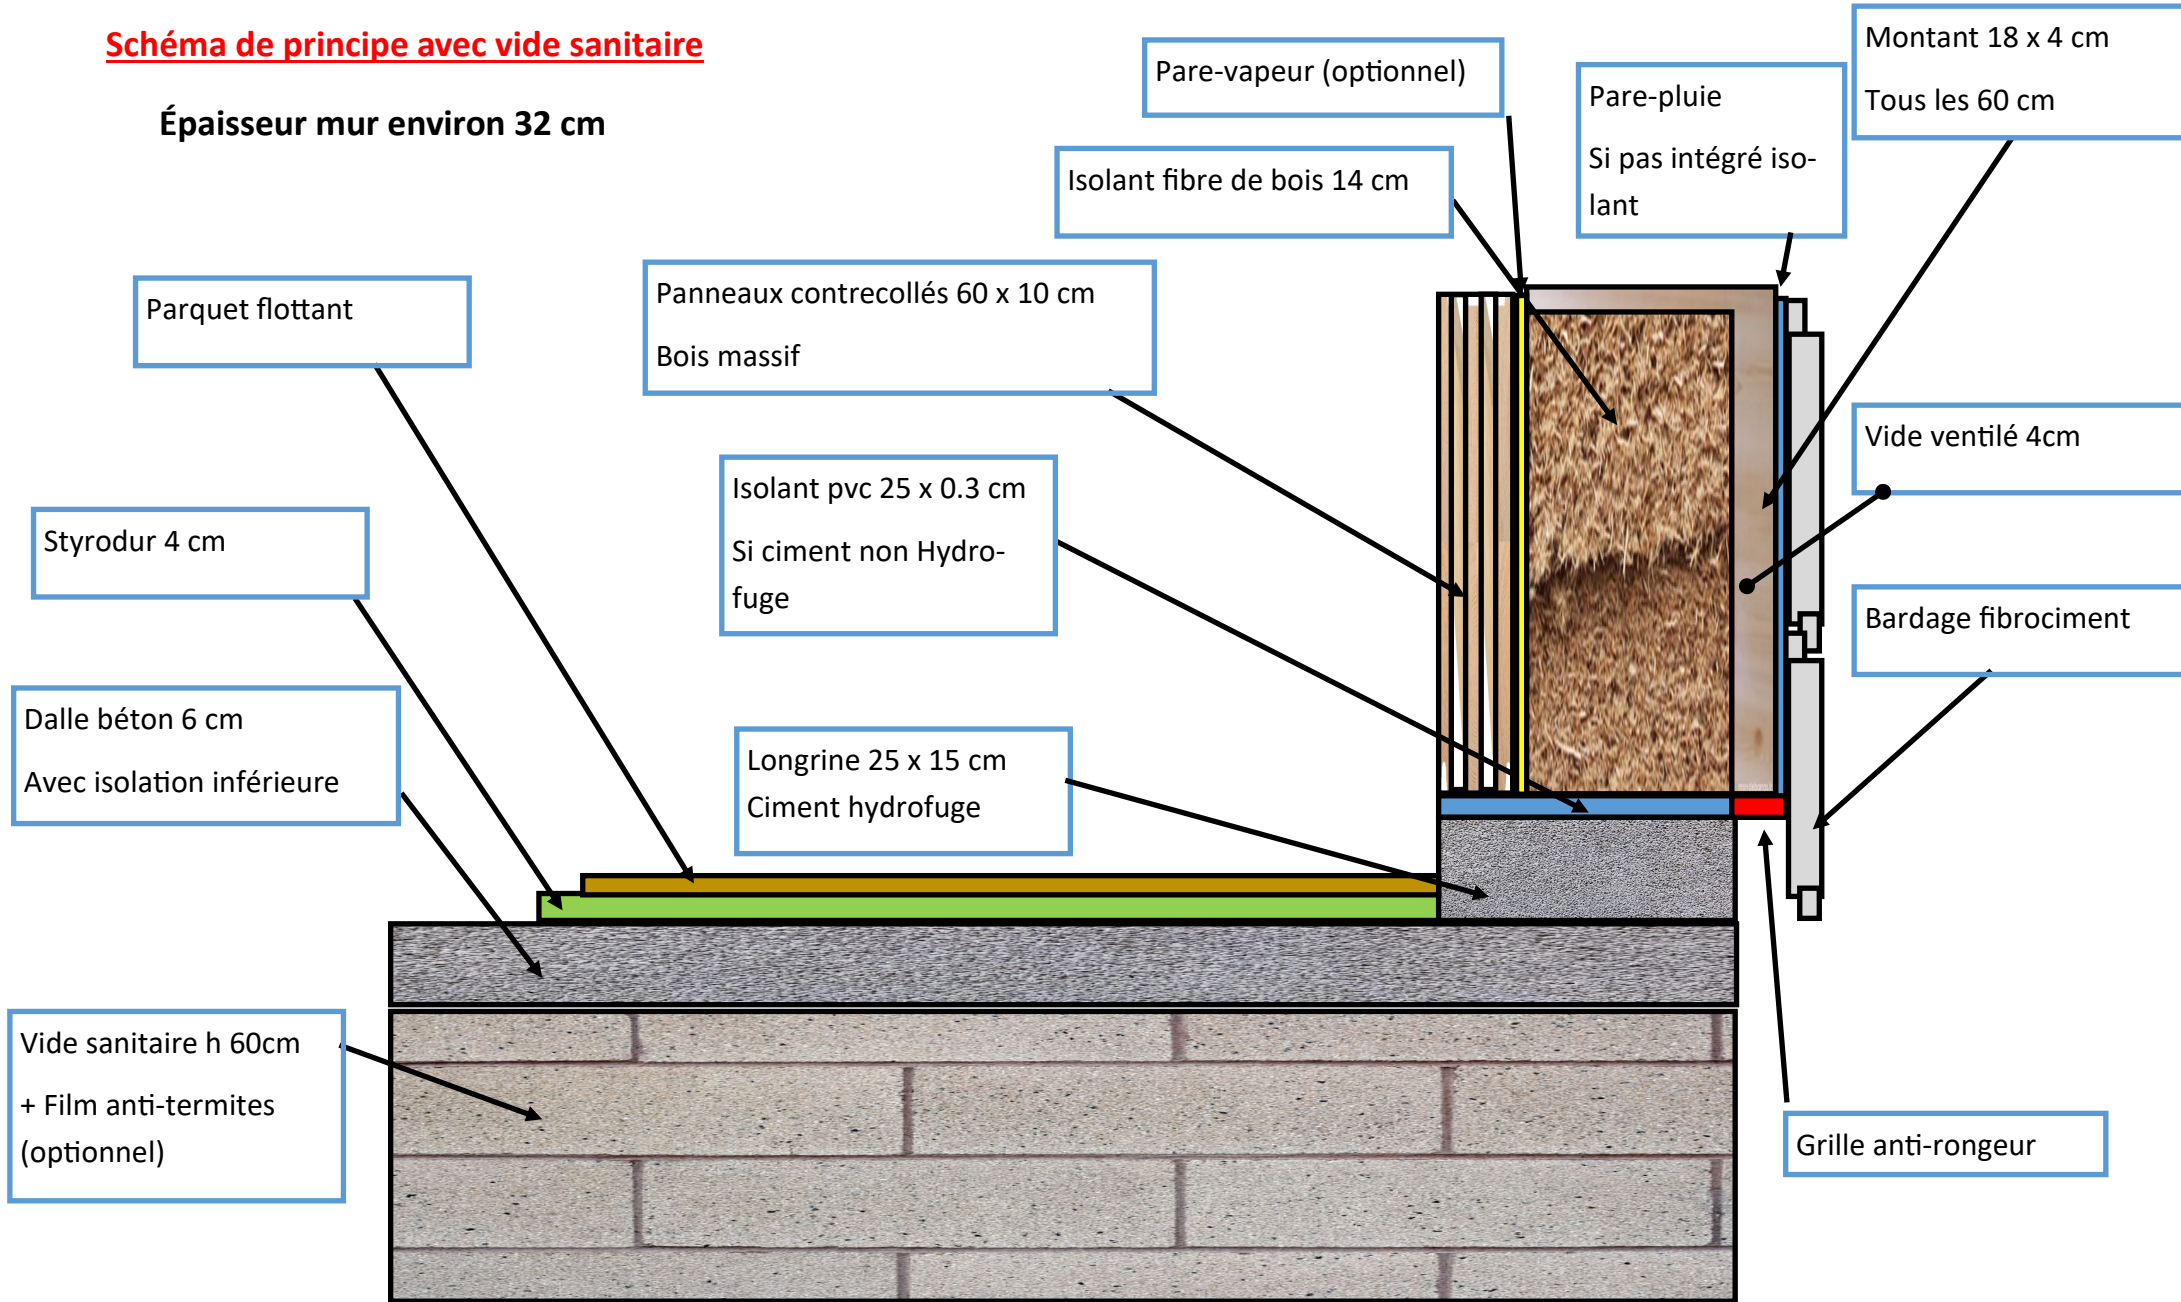 Schéma de principe avec vide sanitaire
Épaisseur mur environ 32 cm
Pare-vapeur (optionnel)
Isolant fibre de bois 14 cm
Pare-pluie
Si pas intégré iso-
lant
Montant 18 x 4 cm
Tous les 60 cm
Parquet flottant
Panneaux contrecollés 60 x 10 cm
Bois massif
Vide ventilé 4cm
Styrodur 4 cm
Isolant pvc 25 x 0.3 cm
Si ciment non Hydro-
fuge
Bardage fibrociment
Dalle béton 6 cm
Avec isolation inférieure
Longrine 25 x 15 cm
Ciment hydrofuge
Vide sanitaire h 60cm
+ Film anti-termites
(optionnel)
Grille anti-rongeur